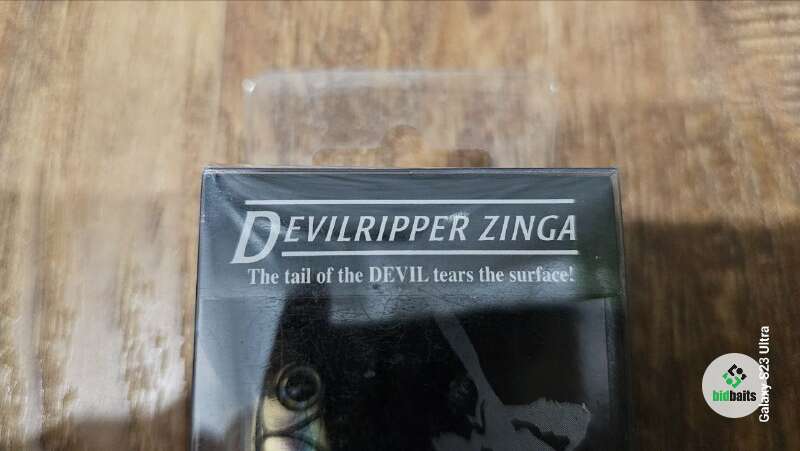 DEVILRIPPER ZINGA
The tail of the DEVIL tears the surface!
bidbaits
Galaxy S23 Ultra